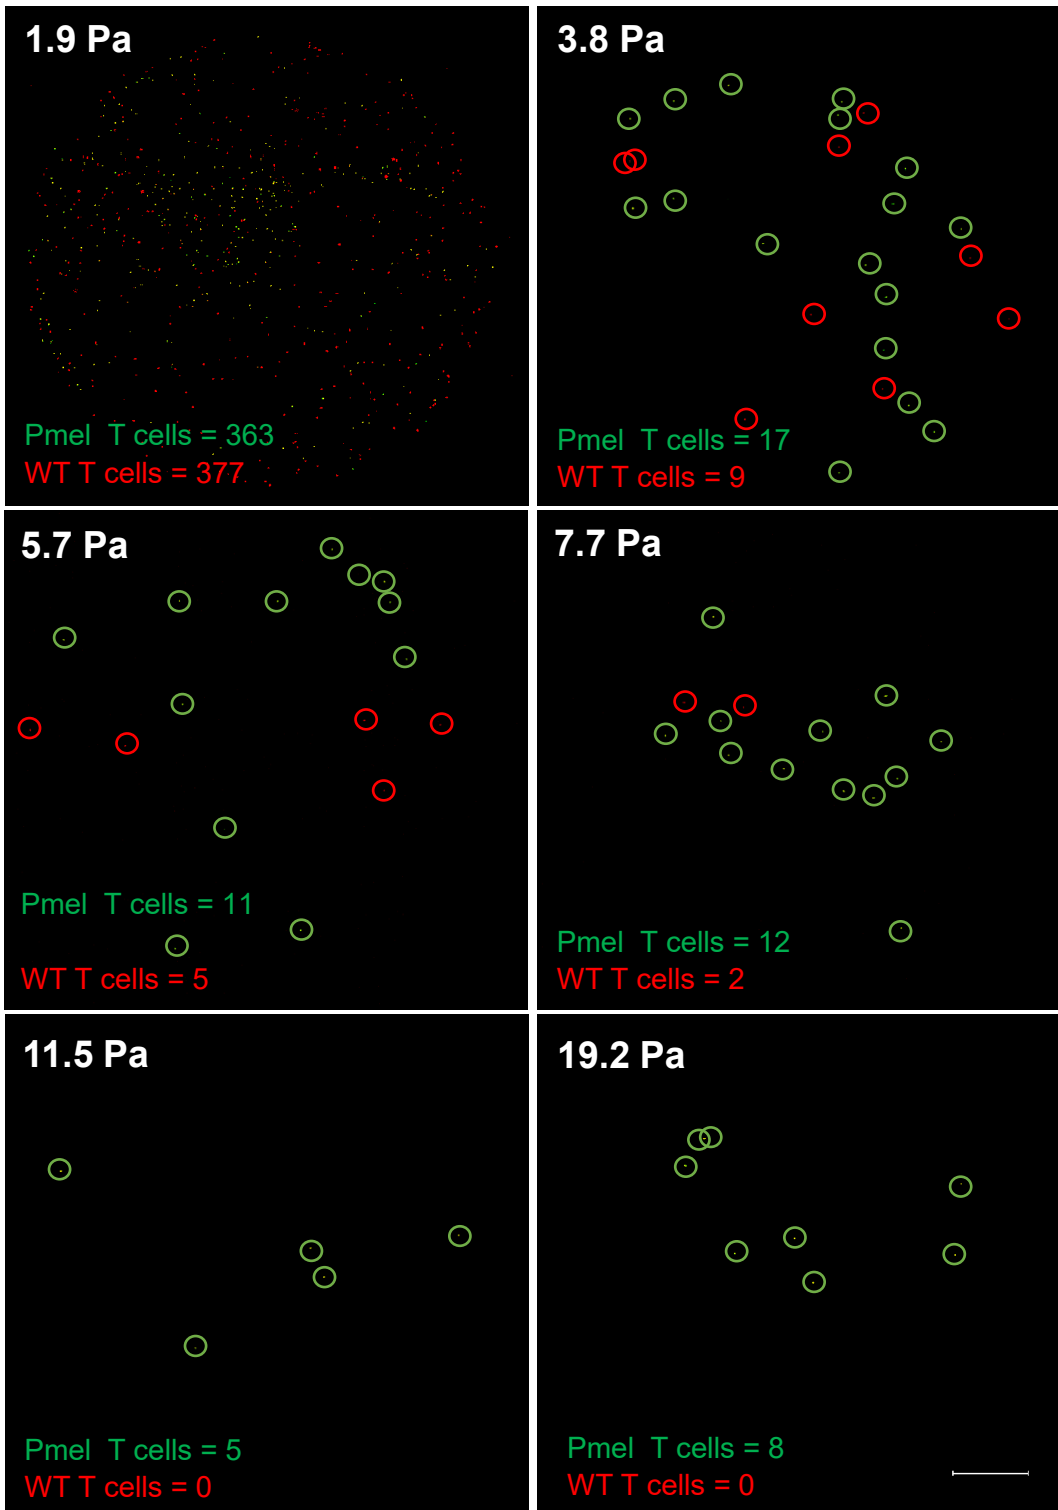 1.9 Pa
Pmel T cells = 363
WT T cells = 377
3.8 Pa
Pmel T cells = 17
WT T cells = 9
5.7 Pa
Pmel T cells = 11
WT T cells = 5
7.7 Pa
Pmel T cells = 12
WT T cells = 2
11.5 Pa
Pmel T cells = 5
WT T cells = 0
19.2 Pa
Pmel T cells = 8
WT T cells = 0